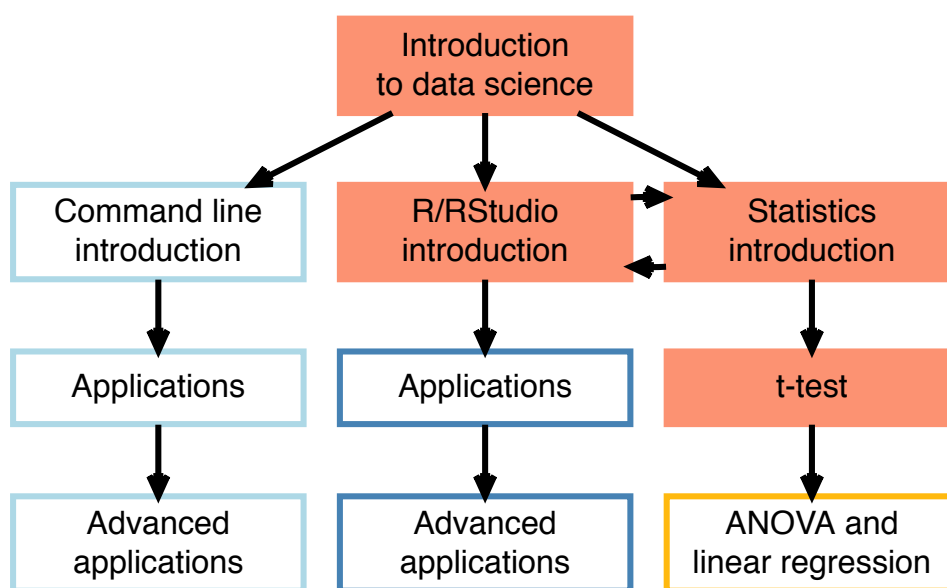 Introduction
to data science
Command line
introduction
R/RStudio
introduction
Statistics
introduction
Applications
Applications
t-test
Advanced
applications
Advanced
applications
ANOVA and
linear regression